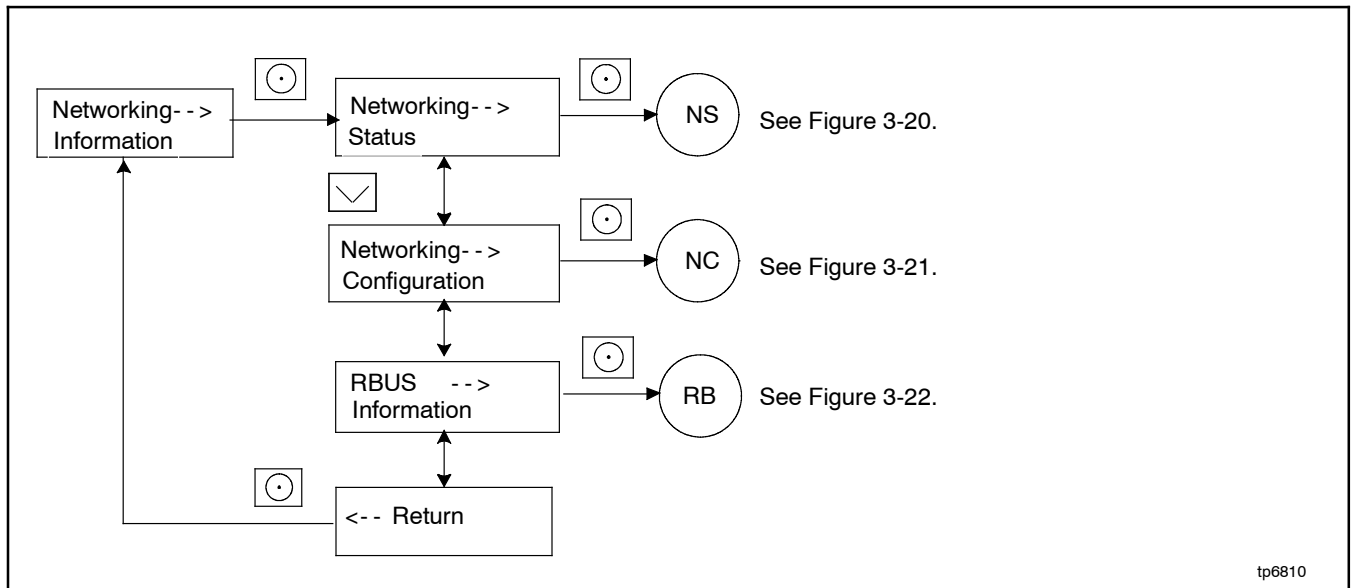 Networking- ->
Information
Networking- ->
Status
NS
See Figure 3-20.
Networking- ->
Configuration
NC
See Figure 3-21.
RBUS - ->
Information
RB
See Figure 3-22.
<- - Return
tp6810